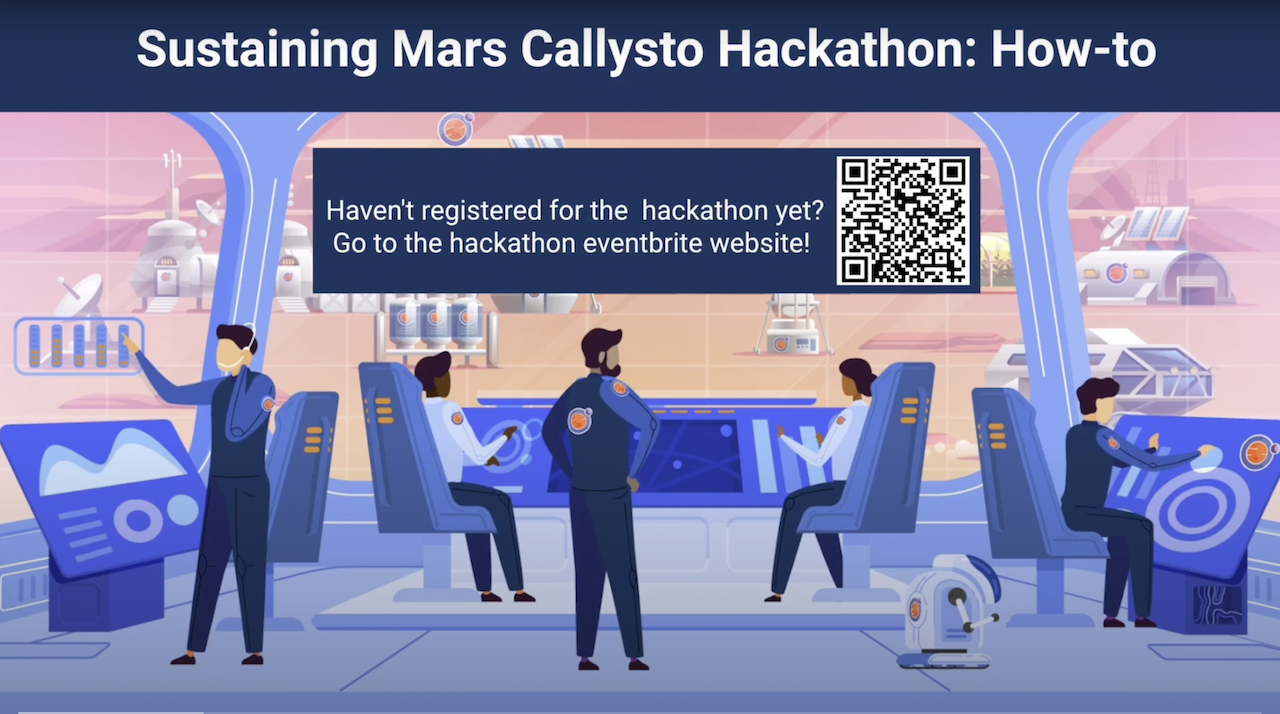 Sustaining Mars Callysto Hackathon: How-to
Haven't registered for the hackathon yet?
Go to the hackathon eventbrite website!